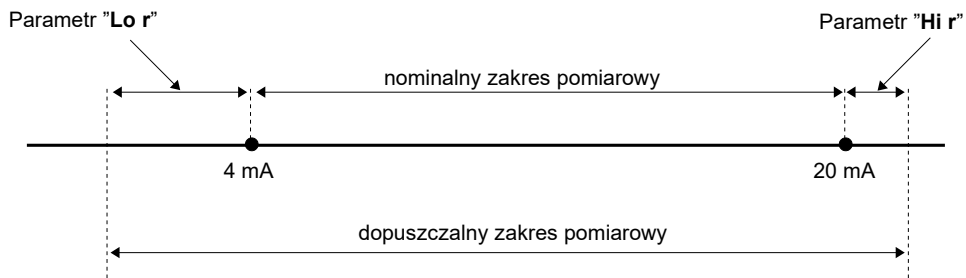 Parametr ”Lo r”
Parametr ”Hi r”
nominalny zakres pomiarowy
4 mA
20 mA
dopuszczalny zakres pomiarowy